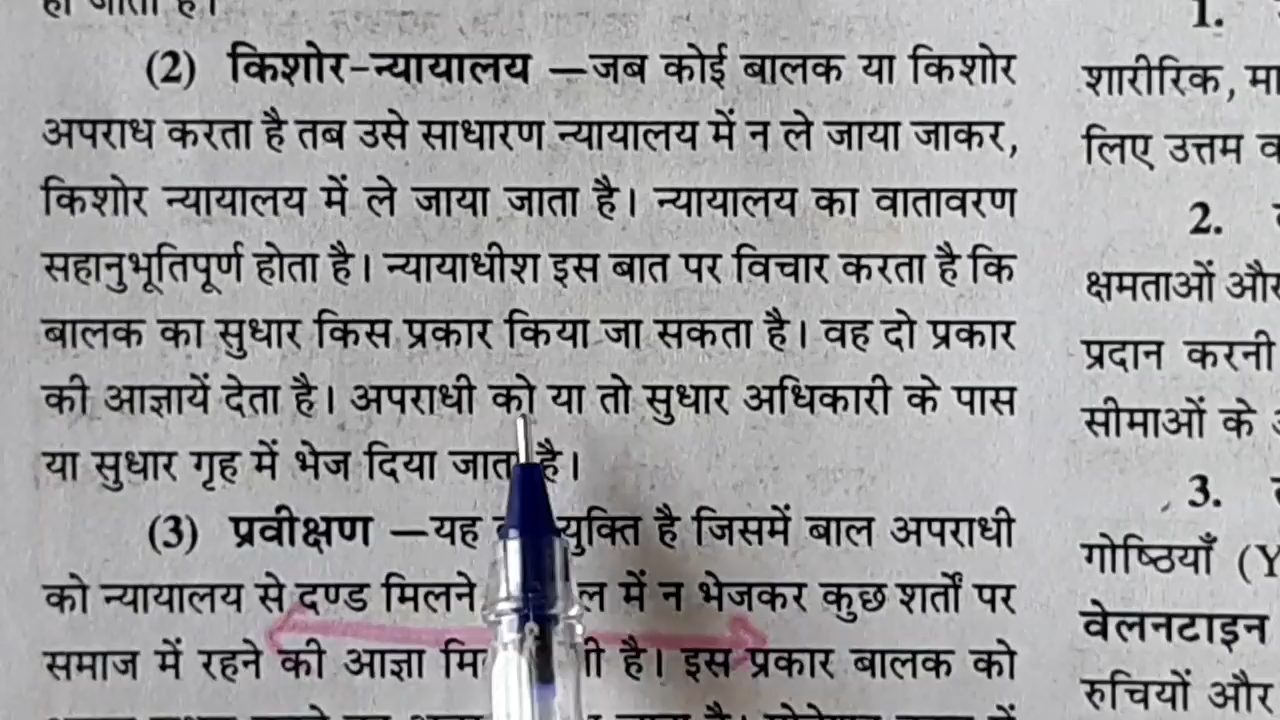 हो जाता है।
(2) किशोर-न्यायालय —जब कोई बालक या किशोर
अपराध करता है तब उसे साधारण न्यायालय में न ले जाया जाकर,
किशोर न्यायालय में ले जाया जाता है। न्यायालय का वातावरण
सहानुभूतिपूर्ण होता है। न्यायाधीश इस बात पर विचार करता है कि
बालक का सुधार किस प्रकार किया जा सकता है। वह दो प्रकार
की आज्ञायें देता है। अपराधी को या तो सुधार अधिकारी के पास
या सुधार गृह में भेज दिया जाता है।
(3) प्रवीक्षण —यह युक्ति है जिसमें बाल अपराधी
को न्यायालय से दण्ड मिलने में न भेजकर कुछ शर्तों पर
समाज में रहने की आज्ञा है। इस प्रकार बालक को
1.
शारीरिक,
लिए उत्तम
2.
क्षमताओं और
प्रदान करनी
सीमाओं के
3.
गोष्ठियाँ (Y
वेलनटाइन
रुचियों और